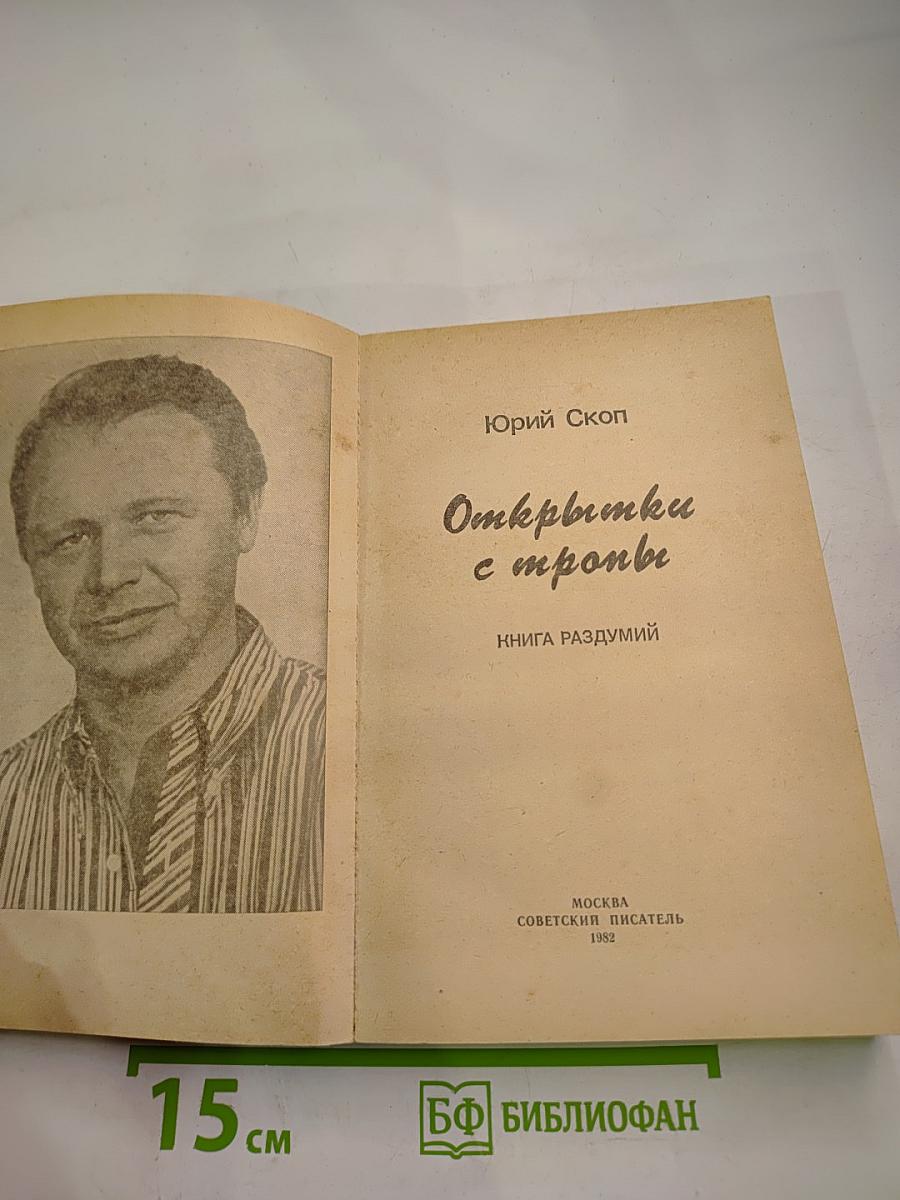 Юрий Скоп
Открытки
с тропы
КНИГА РАЗДУМИЙ
МОСКВА
СОВЕТСКИЙ ПИСАТЕЛЬ
1982
15 см
БФ БИБЛИОФАН